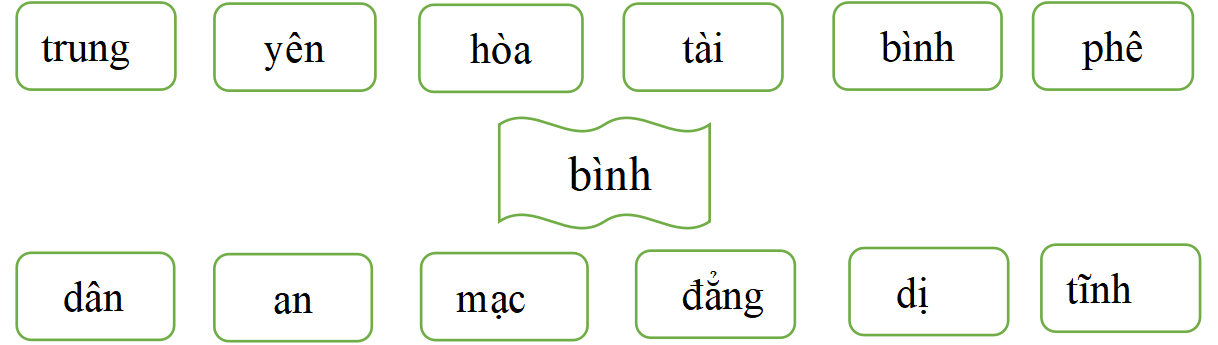 trung yên hòa tài bình phê
bình
dân an mạc đẳng dị tĩnh